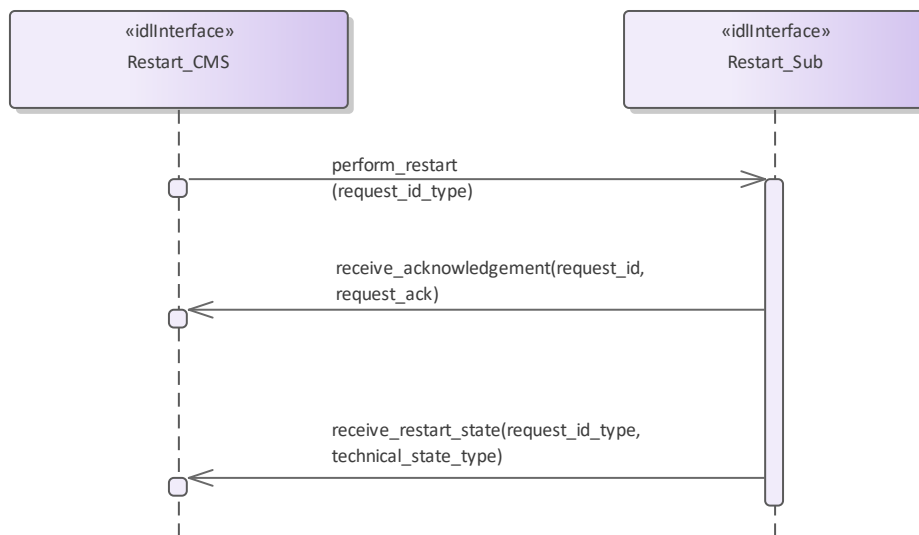 «idlInterface»
Restart_CMS
«idlInterface»
Restart_Sub
perform_restart
(request_id_type)
receive_acknowledgement(request_id,
request_ack)
receive_restart_state(request_id_type,
technical_state_type)